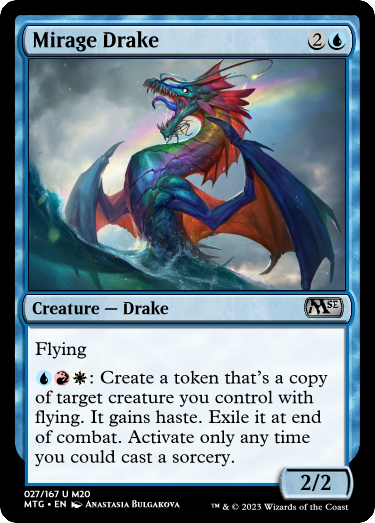 Mirage Drake 2
Creature — Drake
MSE
Flying
: Create a token that's a copy
of target creature you control with
flying. It gains haste. Exile it at end
of combat. Activate only any time
you could cast a sorcery.
2/2
027/167 U M20
MTG • EN Anastasia Bulgakova
™ & © 2023 Wizards of the Coast